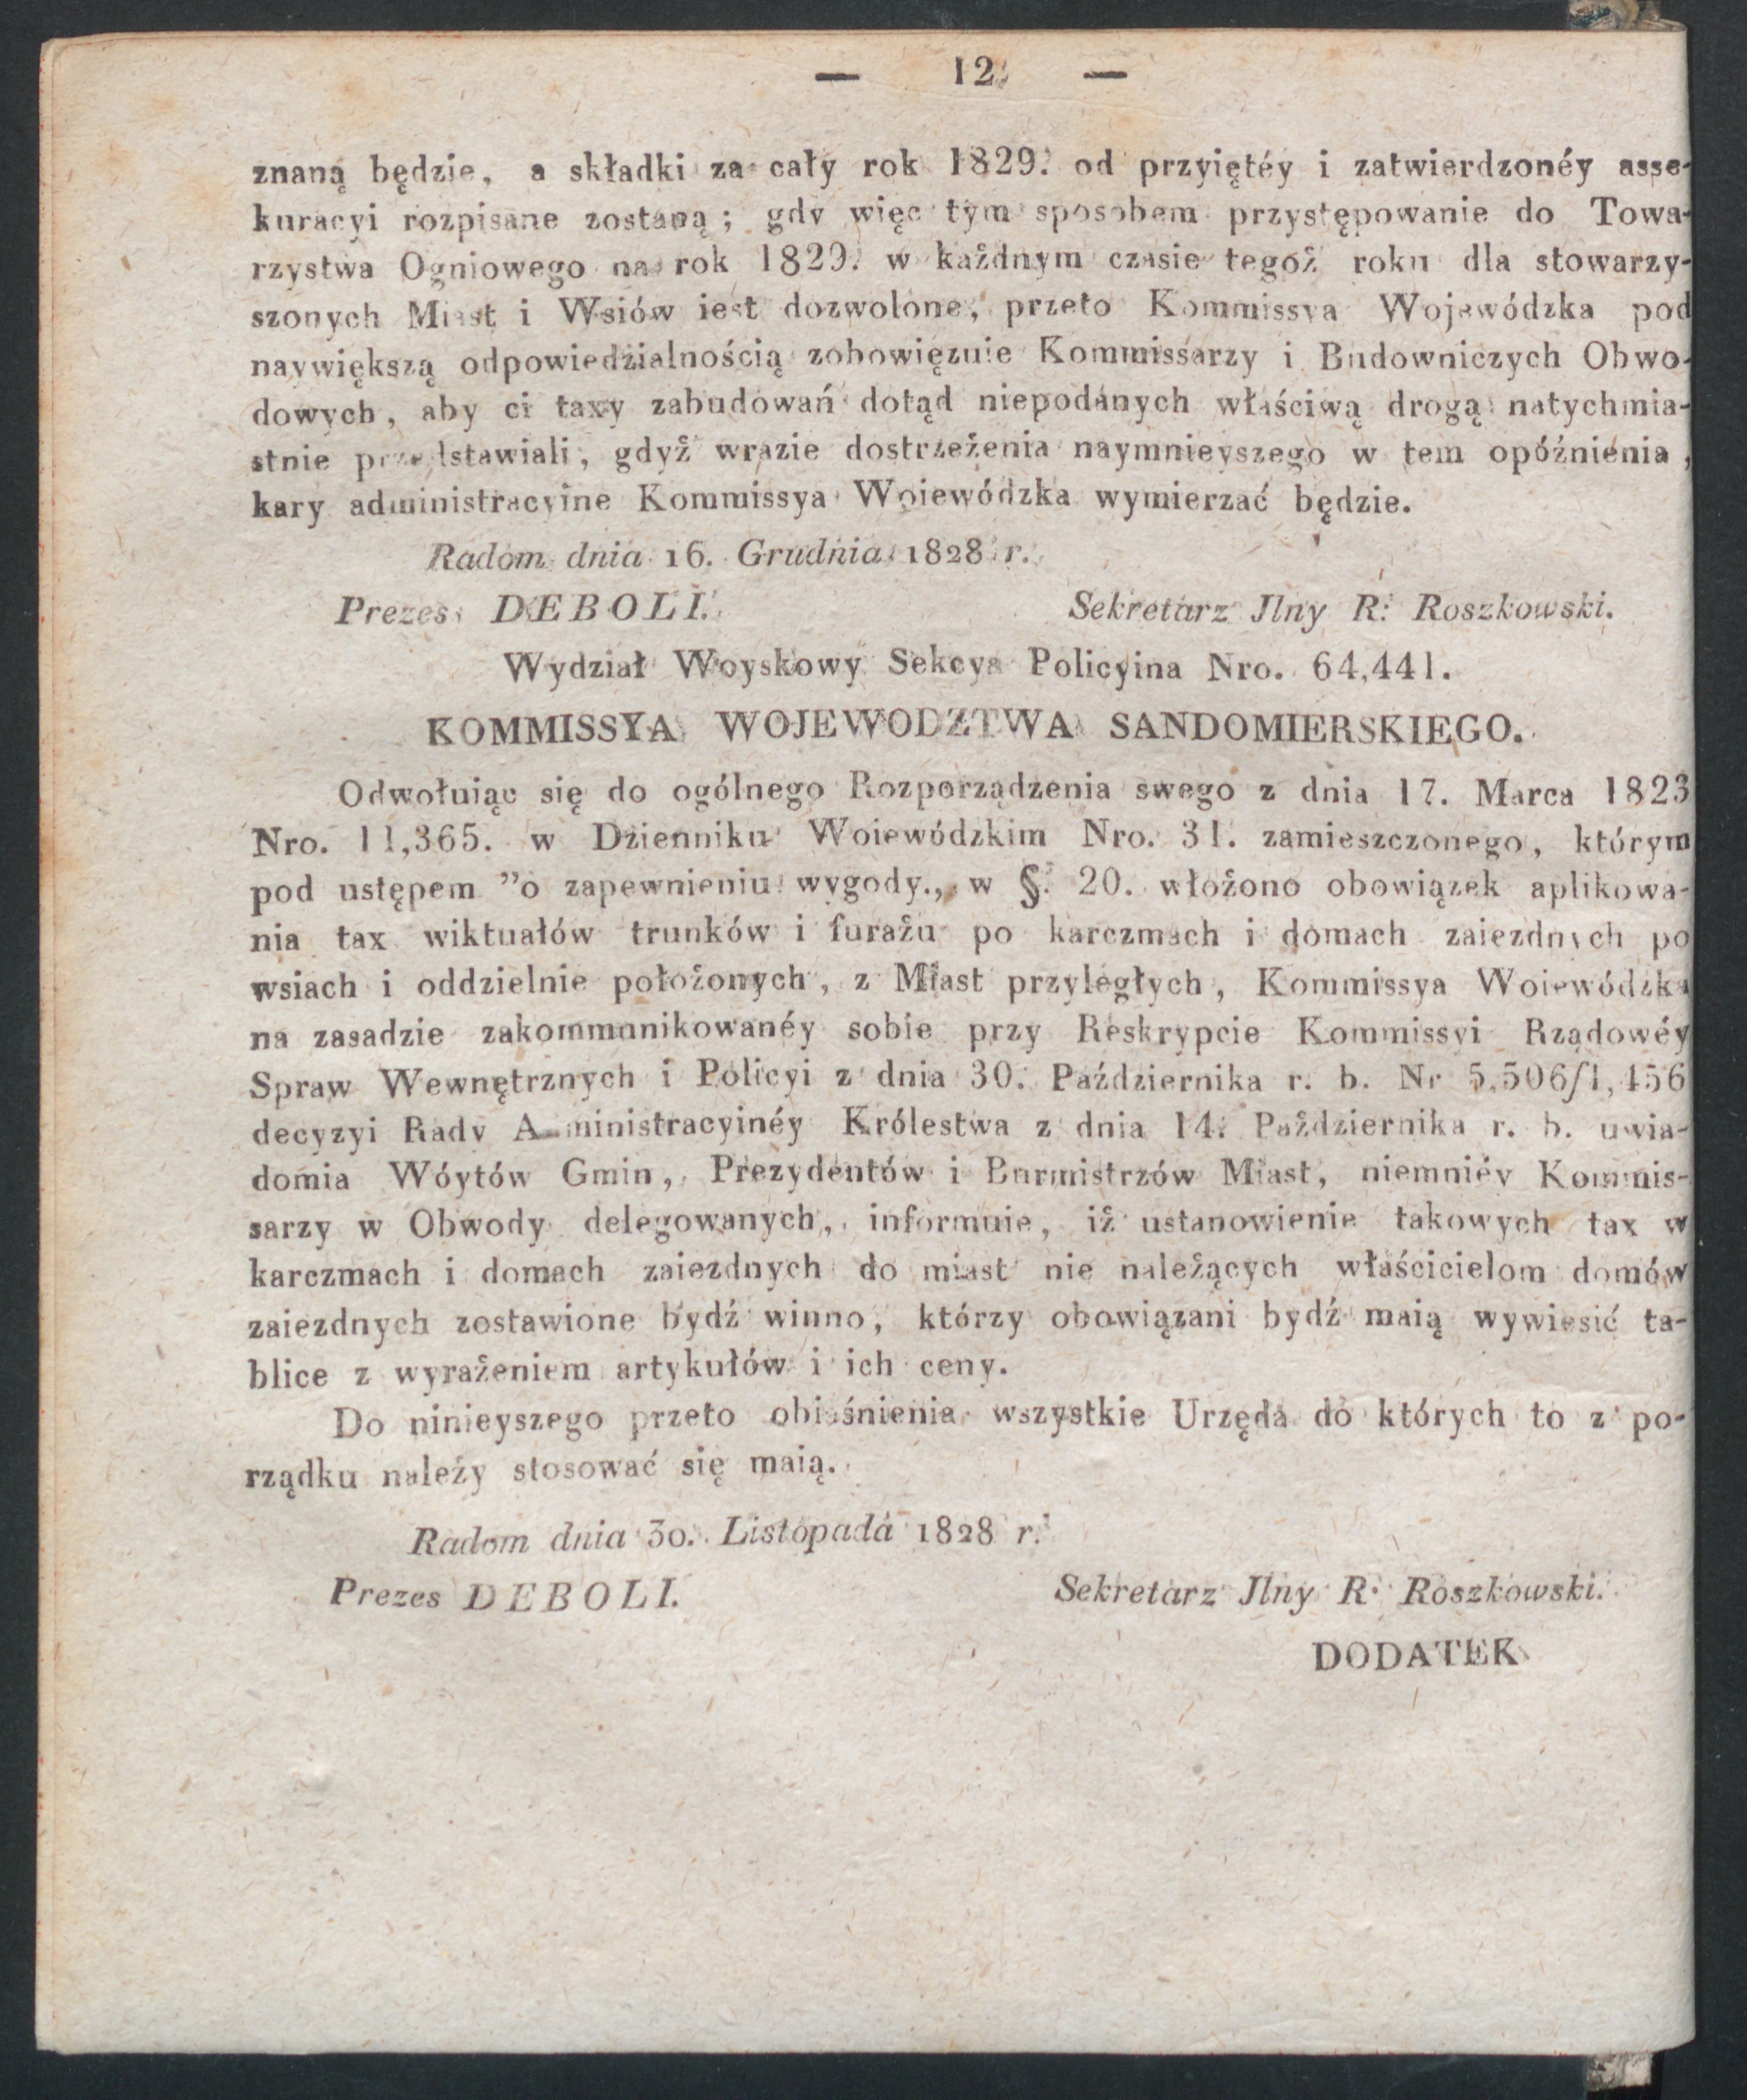 — 12 —
znaną będzie, a składki za cały rok 1829. od przyiętéy i zatwierdzonéy asse-
kuracyi rozpisane zostaną; gdy więc tym sposobem przystępowanie do Towa-
rzystwa Ogniowego na rok 1829. w każdnym czasie tegoż roku dla stowarzy-
szonych Miast i Wsiów iest dozwolone, przeto Kommissya Wojewódzka pod
naywiększą odpowiedzialnością zobowięzuie Kommissarzy i Budowniczych Obwo-
dowych, aby ci taxy zabudowań dotąd niepodanych właściwą drogą natychmia-
stnie przedstawiali, gdyż wrazie dostrzeżenia naymnieyszego w tem opóźnienia,
kary administracyine Kommissya Woiewódzka wymierzać będzie.
Radom dnia 16. Grudnia 1828 r.
Prezes DEBOLI. Sekretarz Jlny R. Roszkowski.
Wydział Woyskowy Sekcya Policyina Nro. 64,441.
KOMMISSYA WOJEWODZTWA SANDOMIERSKIEGO.
Odwołuiąc się do ogólnego Rozporządzenia swego z dnia 17. Marca 1823
Nro. 11,365. w Dzienniku Woiewódzkim Nro. 31. zamieszczonego, którym
pod ustępem "o zapewnieniu wygody.,, w §. 20. włożono obowiązek aplikowa-
nia tax wiktuałów trunków i furażu po karczmach i domach zaiezdnych po
wsiach i oddzielnie położonych, z Miast przyległych, Kommissya Woiewódzka
na zasadzie zakommunikowanéy sobie przy Reskrypcie Kommissyi Rządowéy
Spraw Wewnętrznych i Policyi z dnia 30. Października r. b. Nr 5,506/1,456
decyzyi Rady Administracyinéy Królestwa z dnia 14. Października r. b. uwia-
domia Wóytów Gmin, Prezydentów i Burmistrzów Miast, niemniéy Kommis-
sarzy w Obwody delegowanych, informuie, iż ustanowienie takowych tax w
karczmach i domach zaiezdnych do miast nie należących właścicielom domów
zaiezdnych zostawione bydź winno, którzy obowiązani bydź maią wywiesić ta-
blice z wyrażeniem artykułów i ich ceny.
Do ninieyszego przeto obiaśnienia wszystkie Urzęda do których to z po-
rządku należy stosować się maią.
Radom dnia 30. Listopada 1828 r.
Prezes DEBOLI. Sekretarz Jlny R. Roszkowski.
DODATEK